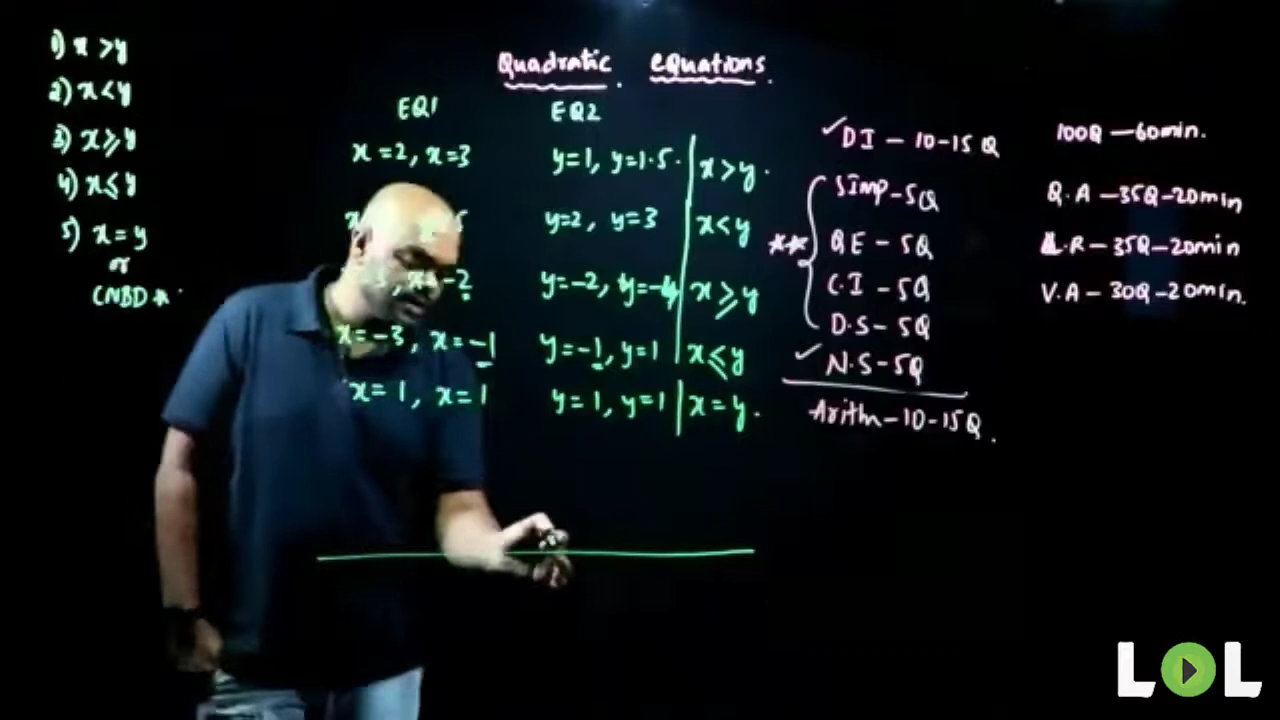 1) x > y
2) x < y
3) x ⩾ y
4) x ⩽ y
5) x = y
or
CNBD *.
Quadratic equations.
EQ1 EQ2
x = 2, x = 3 y = 1, y = 1.5. x > y.
y = 2, y = 3 x < y
x = -2 y = -2, y = -4 x ⩾ y
x = -3, x = -1 y = -1, y = 1 x ⩽ y
x = 1, x = 1 y = 1, y = 1 x = y.
✓ DI - 10-15 Q
** Simp - 5Q
QE - 5Q
C.I - 5Q
D.S - 5Q
✓ N.S - 5Q
Arith - 10-15Q.
100Q - 60min.
Q.A - 35Q - 20min
L.R - 35Q - 20min
V.A - 30Q - 20min.
LOL